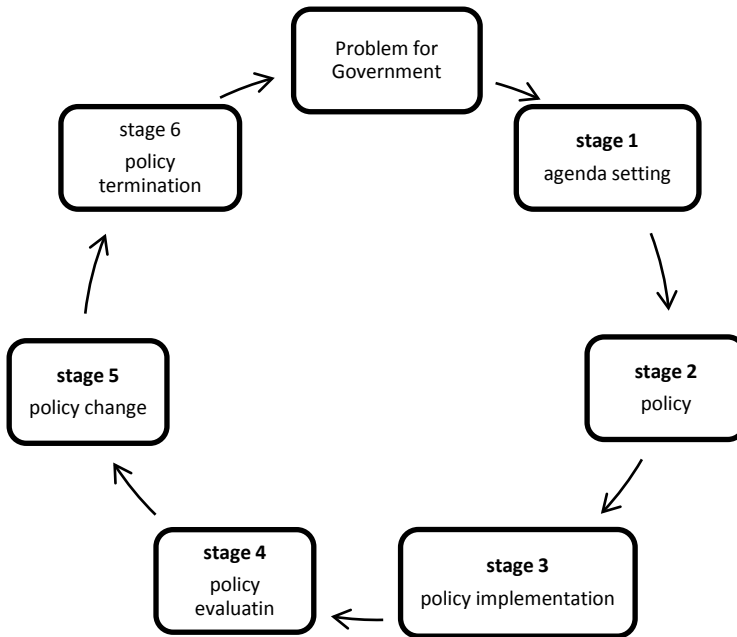 Problem for
Government
stage 1
agenda setting
stage 2
policy
stage 3
policy implementation
stage 4
policy
evaluatin
stage 5
policy change
stage 6
policy
termination